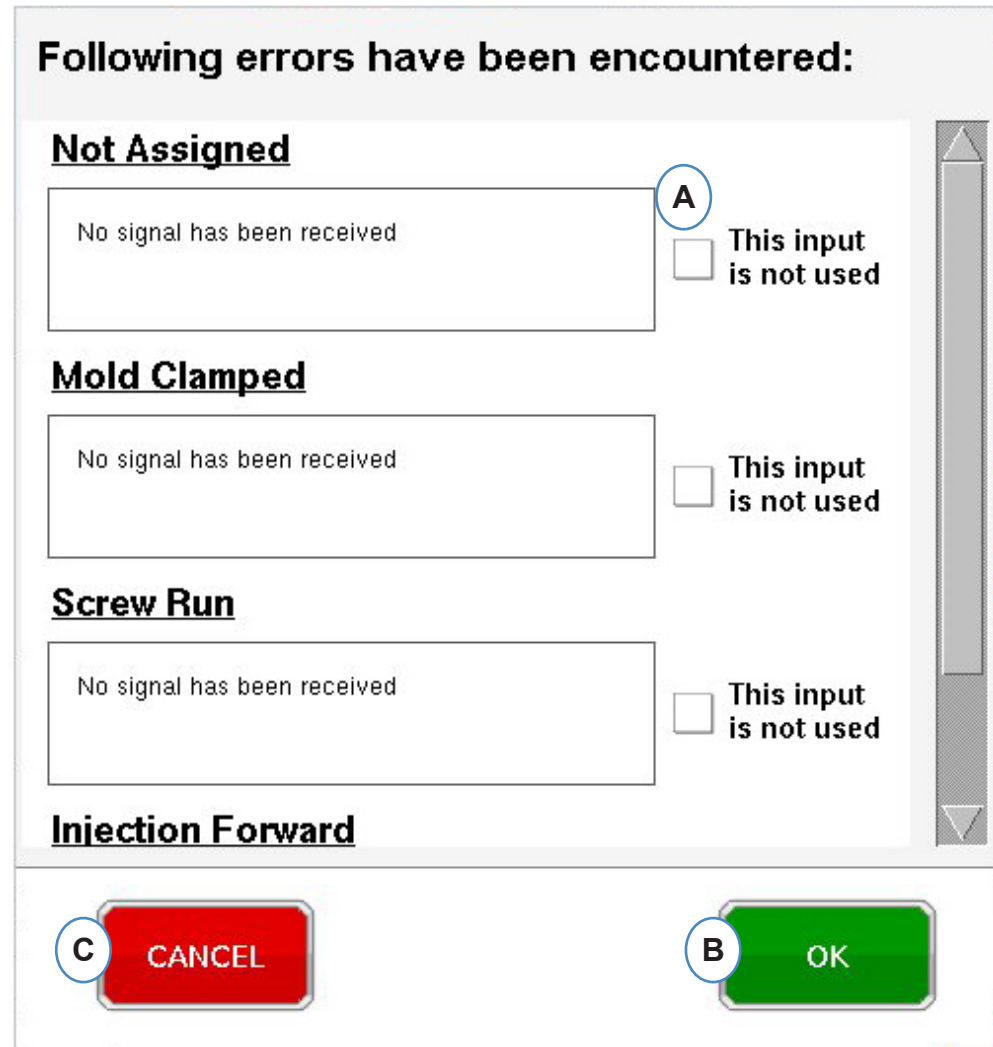 Following errors have been encountered:
Not Assigned
A
No signal has been received
This input
is not used
Mold Clamped
No signal has been received
This input
is not used
Screw Run
No signal has been received
This input
is not used
Injection Forward
C
CANCEL
B
OK